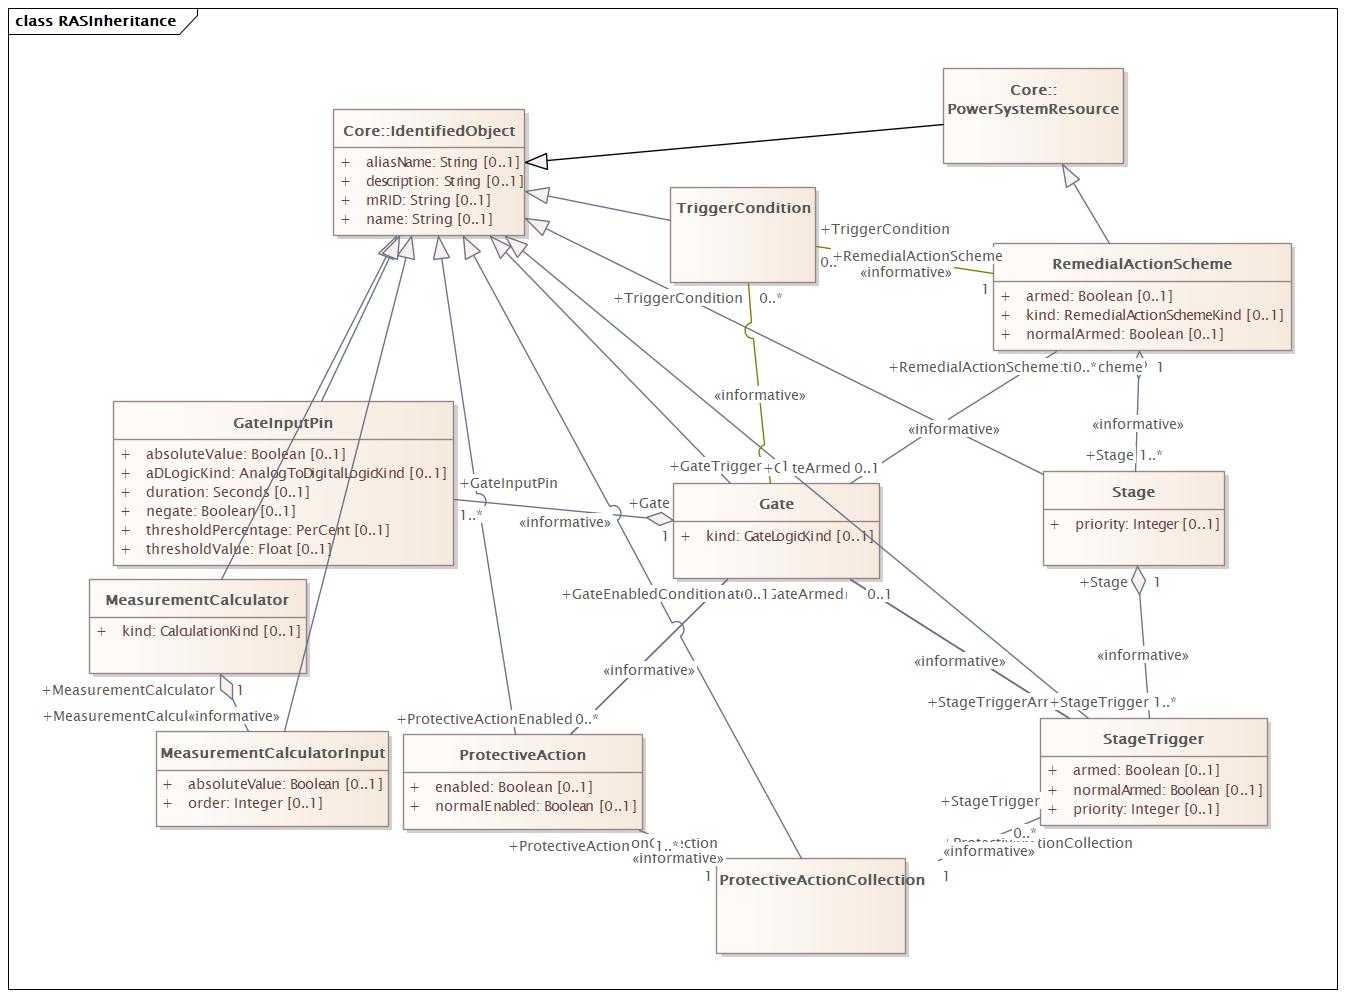 class RASInheritance
Core::IdentifiedObject
+ aliasName: String [0..1]
+ description: String [0..1]
+ mRID: String [0..1]
+ name: String [0..1]
Core::
PowerSystemResource
TriggerCondition
+TriggerCondition
0..
+RemedialActionScheme
«informative»
1
RemedialActionScheme
+ armed: Boolean [0..1]
+ kind: RemedialActionSchemeKind [0..1]
+ normalArmed: Boolean [0..1]
+TriggerCondition 0..*
+RemedialActionScheme 0..* cheme 1
«informative»
«informative»
«informative»
+Stage 1..*
GateInputPin
+ absoluteValue: Boolean [0..1]
+ aDLogicKind: AnalogToDigitalLogicKind [0..1]
+ duration: Seconds [0..1]
+ negate: Boolean [0..1]
+ thresholdPercentage: PerCent [0..1]
+ thresholdValue: Float [0..1]
+GateInputPin
1..*
«informative»
+Gate
1
+GateTrigger 1 teArmed 0..1
Gate
+ kind: GateLogicKind [0..1]
Stage
+ priority: Integer [0..1]
+Stage 1
MeasurementCalculator
+ kind: CalculationKind [0..1]
+GateEnabledCondition 0..1 GateArmed 0..1
«informative»
«informative»
«informative»
+MeasurementCalculator 1
+MeasurementCalcul «informative»
+StageTriggerArr +StageTrigger 1..*
+ProtectiveActionEnabled 0..*
MeasurementCalculatorInput
+ absoluteValue: Boolean [0..1]
+ order: Integer [0..1]
ProtectiveAction
+ enabled: Boolean [0..1]
+ normalEnabled: Boolean [0..1]
StageTrigger
+ armed: Boolean [0..1]
+ normalArmed: Boolean [0..1]
+ priority: Integer [0..1]
+StageTrigger
0..*
tionCollection
«informative»
1
+ProtectiveAction 1..*
«informative»
1
ProtectiveActionCollection